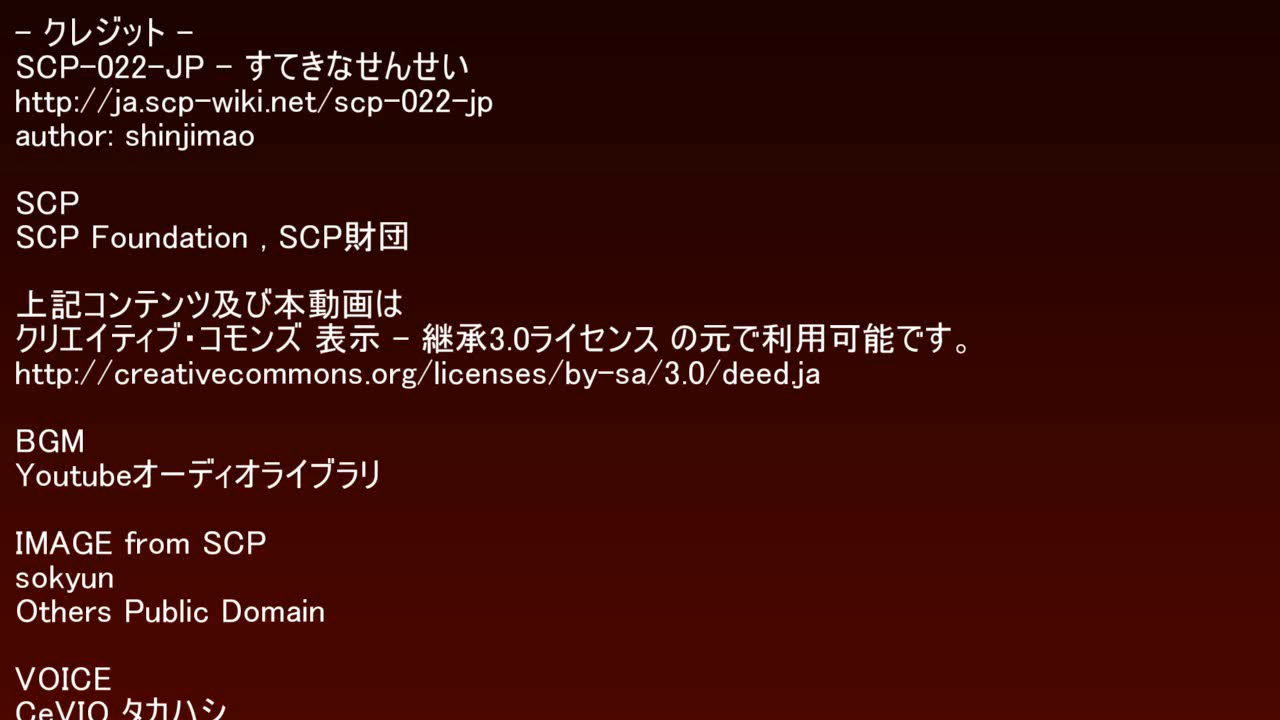 - クレジット -
SCP-022-JP - すてきなせんせい
http://ja.scp-wiki.net/scp-022-jp
author: shinjimao
SCP
SCP Foundation , SCP財団
上記コンテンツ及び本動画は
クリエイティブ・コモンズ 表示 - 継承3.0ライセンス の元で利用可能です。
http://creativecommons.org/licenses/by-sa/3.0/deed.ja
BGM
Youtubeオーディオライブラリ
IMAGE from SCP
sokyun
Others Public Domain
VOICE
CeVIO タカハシ